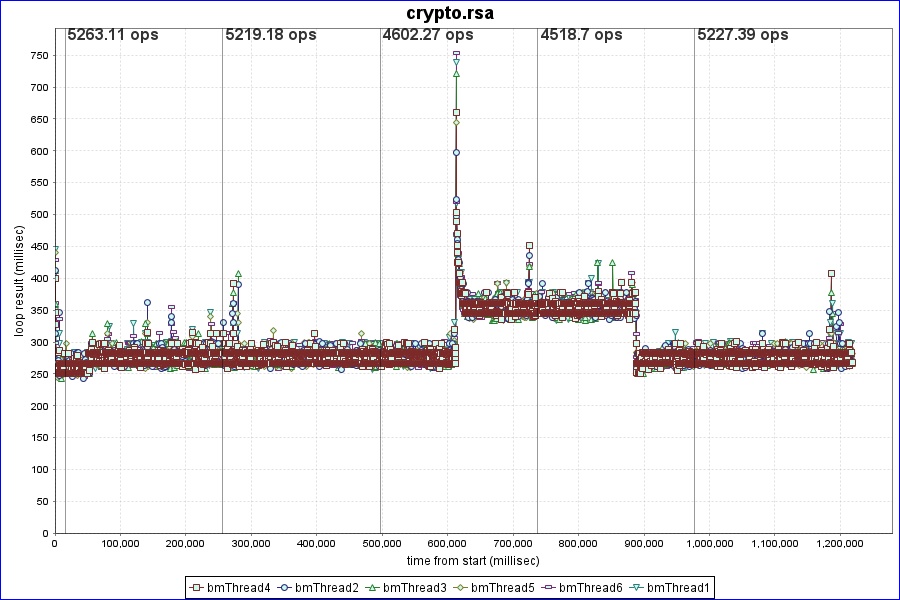 crypto.rsa
5263.11 ops 5219.18 ops 4602.27 ops 4518.7 ops 5227.39 ops
750
700
650
600
550
500
450
400
350
300
250
200
150
100
50
0
loop result (millisec)
0 100,000 200,000 300,000 400,000 500,000 600,000 700,000 800,000 900,000 1,000,000 1,100,000 1,200,000
time from start (millisec)
bmThread4 bmThread2 bmThread3 bmThread5 bmThread6 bmThread1